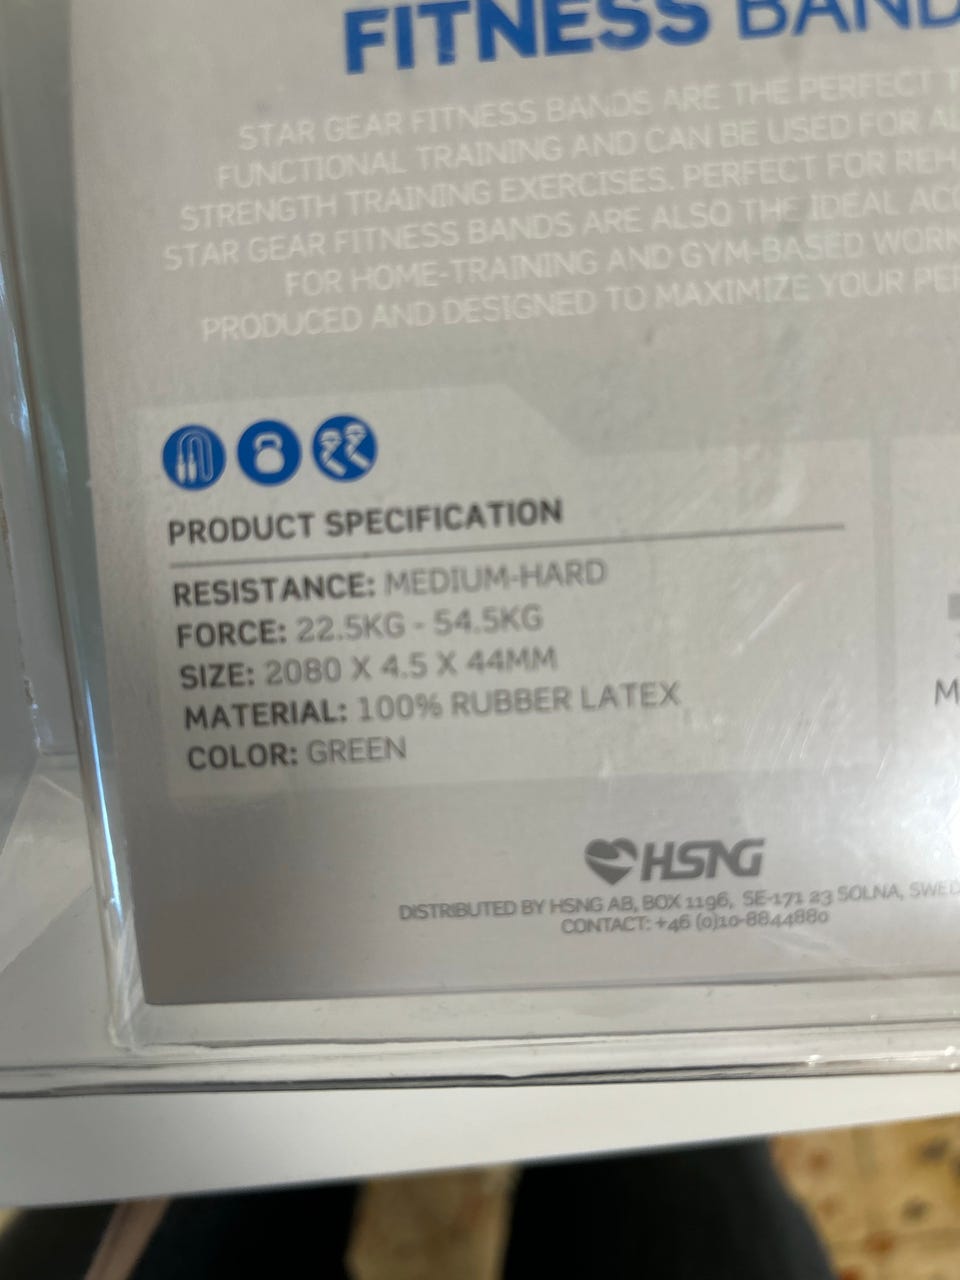 FITNESS BAND
STAR GEAR FITNESS BANDS ARE THE PERFECT
FUNCTIONAL TRAINING AND CAN BE USED FOR
STRENGTH TRAINING EXERCISES. PERFECT FOR
STAR GEAR FITNESS BANDS ARE ALSO THE IDEAL
FOR HOME-TRAINING AND GYM-BASED
PRODUCED AND DESIGNED TO MAXIMIZE YOUR
PRODUCT SPECIFICATION
RESISTANCE: MEDIUM-HARD
FORCE: 22.5KG - 54.5KG
SIZE: 2080 X 4.5 X 44MM
MATERIAL: 100% RUBBER LATEX
COLOR: GREEN
HSNG
DISTRIBUTED BY HSNG AB, BOX 1196, SE-171 23 SOLNA, SWED
CONTACT: +46 (0)10-8844880